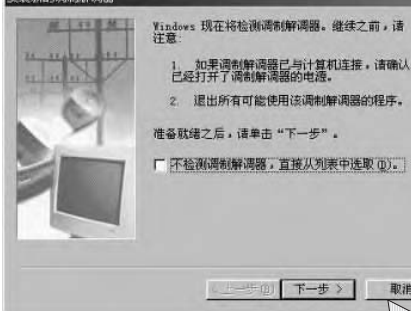 Windows 现在将检测调制解调器。继续之前，请
注意:
1. 如果调制解调器已与计算机连接，请确认
已经打开了调制解调器的电源。
2. 退出所有可能使用该调制解调器的程序。
准备就绪之后，请单击“下一步”。
不检测调制解调器，直接从列表中选取(D)。
<上一步(B) 下一步 > 取消